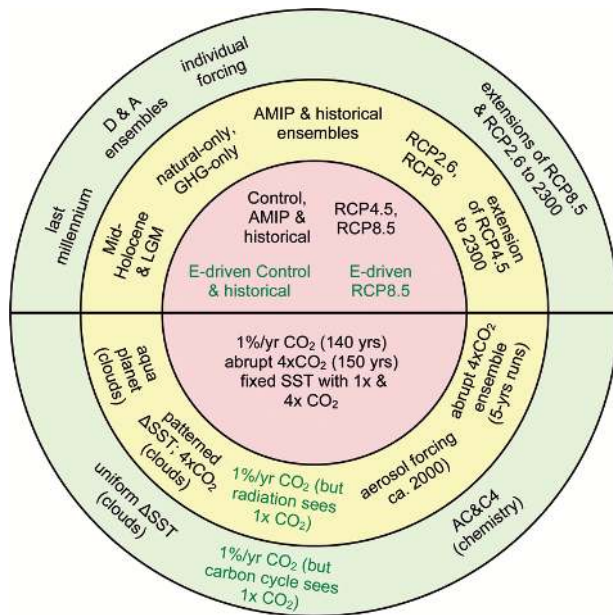 individual
forcing
D & A
ensembles
last
millennium
extensions of RCP8.5
& RCP2.6 to 2300
AMIP & historical
ensembles
natural-only,
GHG-only
Mid-
Holocene
& LGM
RCP2.6,
RCP6
extension
of RCP4.5
to 2300
Control,
AMIP &
historical
RCP4.5,
RCP8.5
E-driven Control
& historical
E-driven
RCP8.5
1%/yr CO₂ (140 yrs)
abrupt 4xCO₂ (150 yrs)
fixed SST with 1x &
4x CO₂
aqua
planet
(clouds)
patterned
ΔSST; 4xCO₂
(clouds)
1%/yr CO₂ (but
radiation sees
1x CO₂)
aerosol forcing
ca. 2000)
abrupt 4xCO₂
ensemble
(5-yrs runs)
uniform ΔSST
(clouds)
1%/yr CO₂ (but
carbon cycle sees
1x CO₂)
AC&C4
(chemistry)